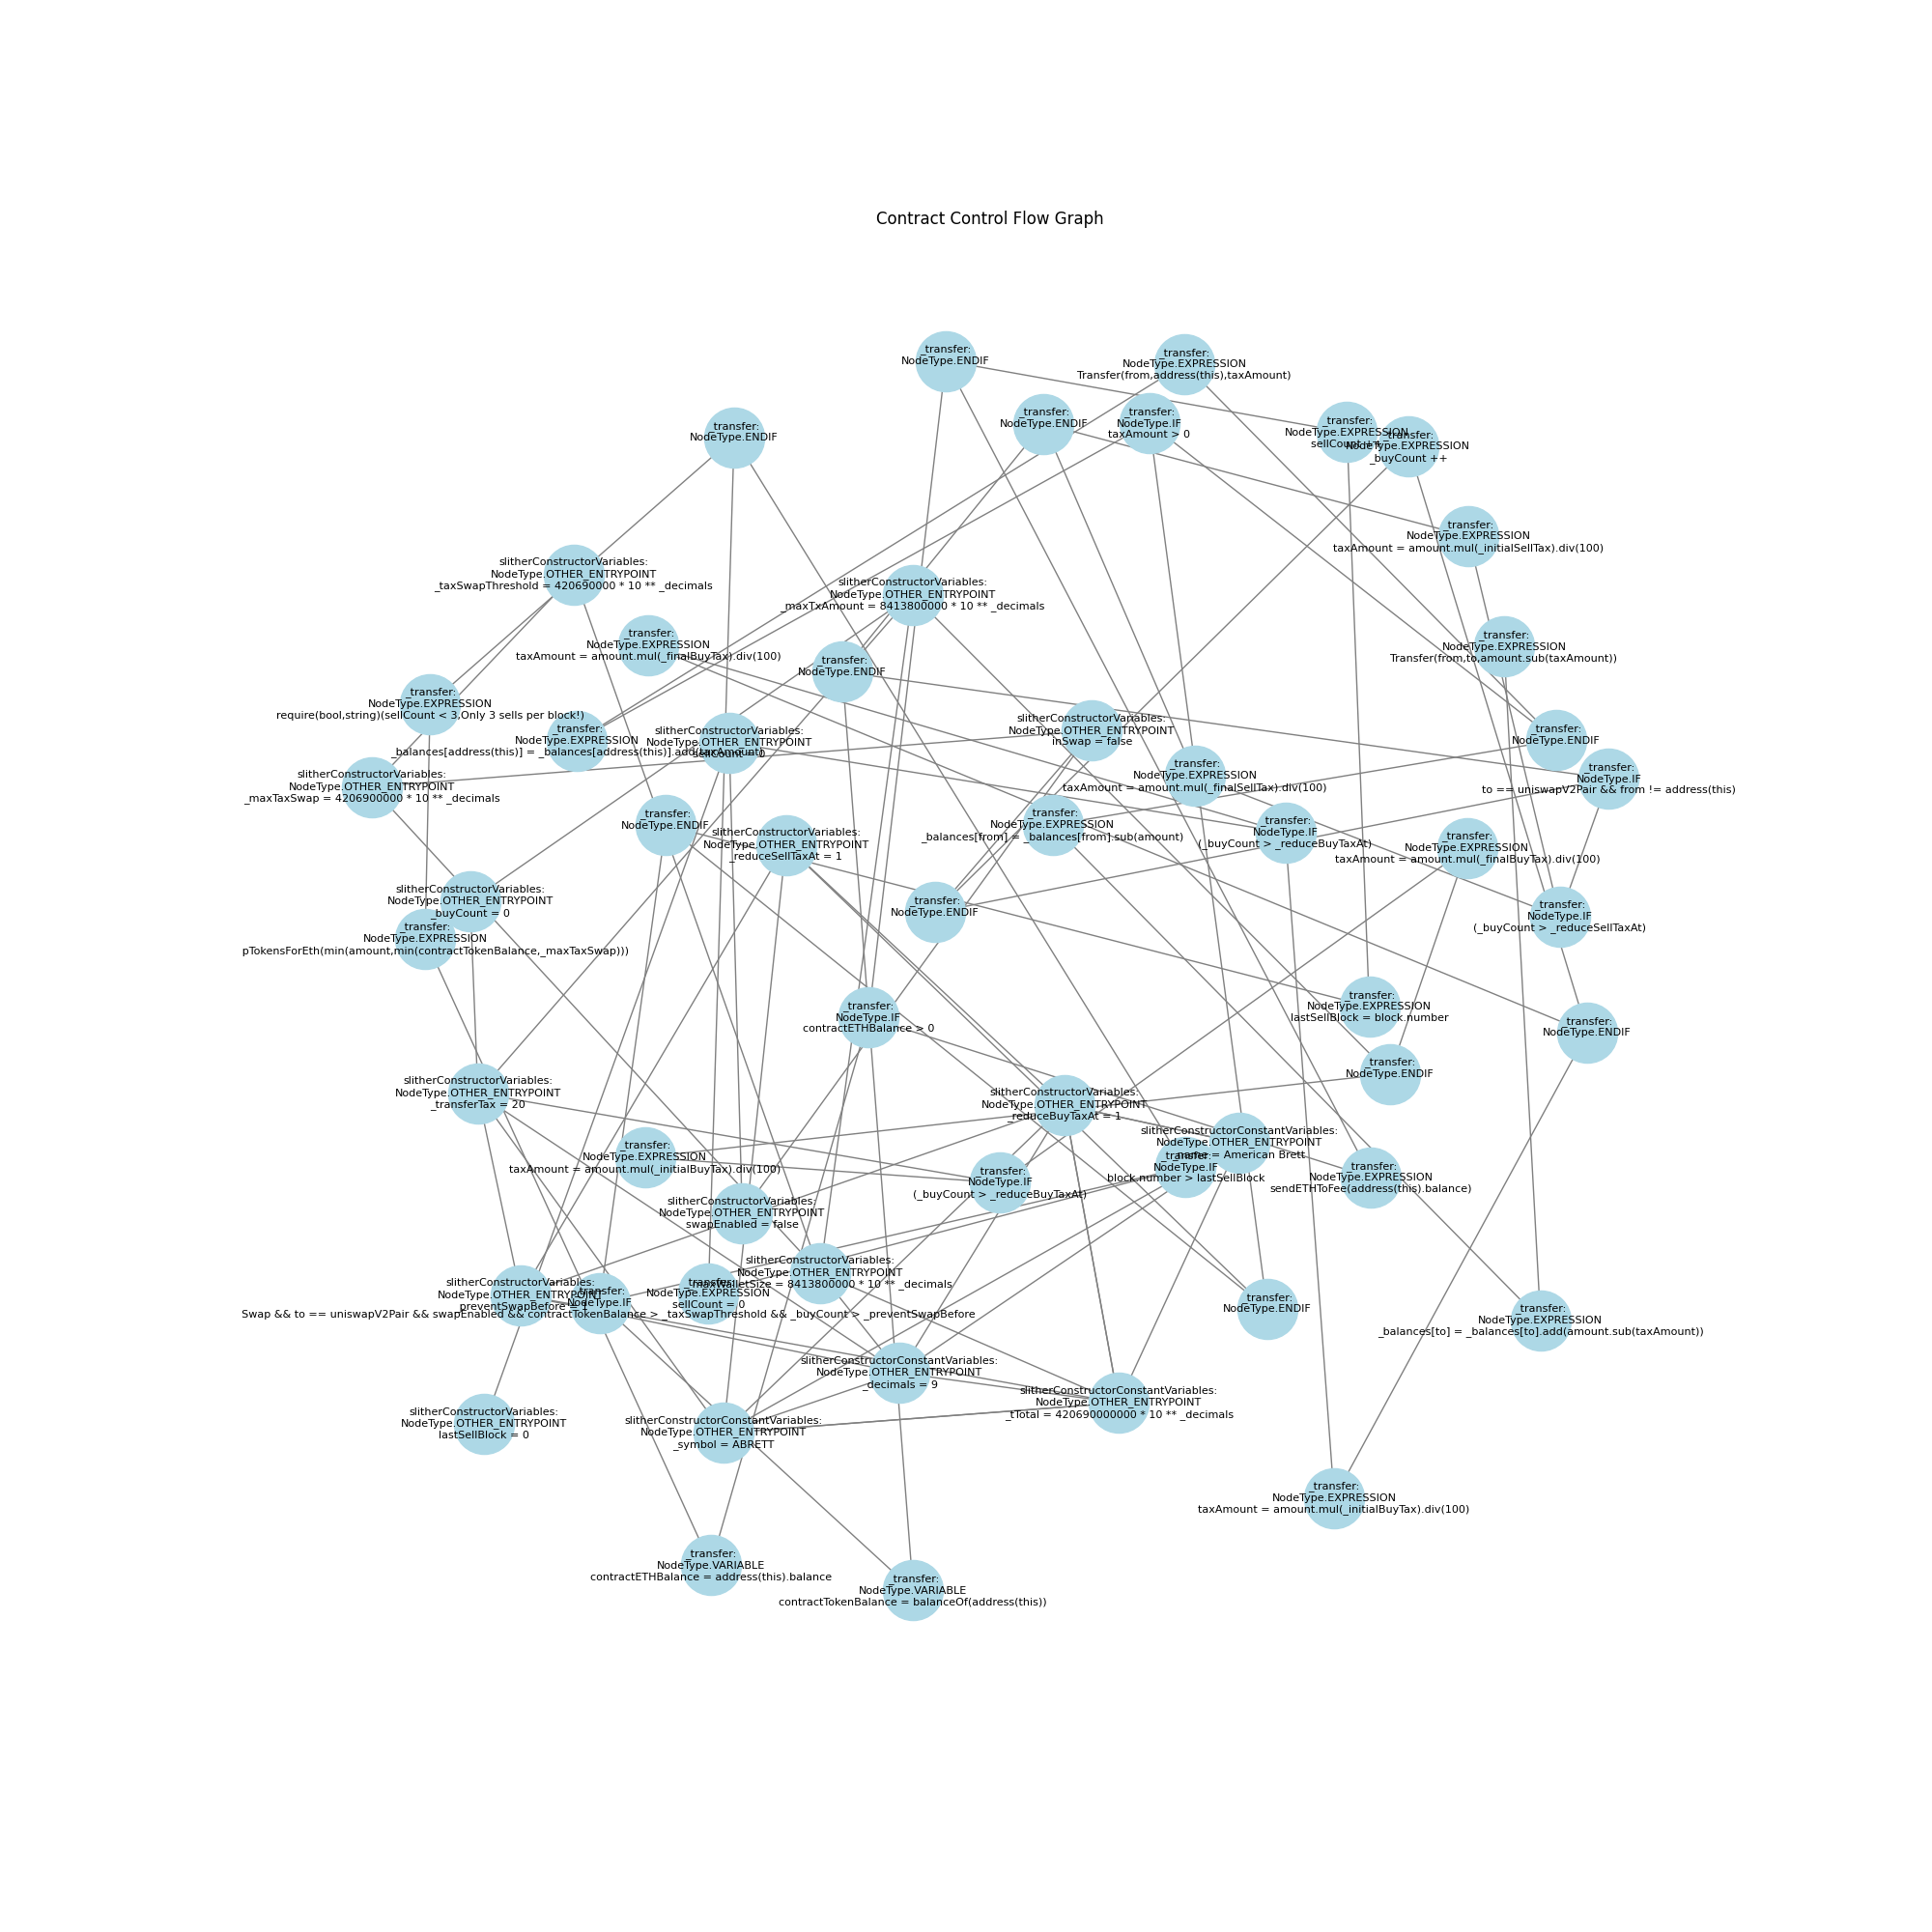 Contract Control Flow Graph
_transfer:
NodeType.ENDIF
_transfer:
NodeType.EXPRESSION
Transfer(from,address(this),taxAmount)
_transfer:
NodeType.ENDIF
_transfer:
NodeType.IF
taxAmount > 0
_transfer:
NodeType.EXPRESSION
sellCount ++
_transfer:
NodeType.EXPRESSION
_buyCount ++
_transfer:
NodeType.ENDIF
_transfer:
NodeType.EXPRESSION
taxAmount = amount.mul(_initialSellTax).div(100)
slitherConstructorVariables:
NodeType.OTHER_ENTRYPOINT
_taxSwapThreshold = 420690000 * 10 ** _decimals
slitherConstructorVariables:
NodeType.OTHER_ENTRYPOINT
_maxTxAmount = 8413800000 * 10 ** _decimals
_transfer:
NodeType.EXPRESSION
taxAmount = amount.mul(_finalBuyTax).div(100)
_transfer:
NodeType.EXPRESSION
Transfer(from,to,amount.sub(taxAmount))
_transfer:
NodeType.ENDIF
_transfer:
NodeType.EXPRESSION
require(bool,string)(sellCount < 3,Only 3 sells per block!)
_transfer:
NodeType.EXPRESSION
_balances[address(this)] = _balances[address(this)].add(taxAmount)
slitherConstructorVariables:
NodeType.OTHER_ENTRYPOINT
sellCount = 0
slitherConstructorVariables:
NodeType.OTHER_ENTRYPOINT
inSwap = false
_transfer:
NodeType.ENDIF
slitherConstructorVariables:
NodeType.OTHER_ENTRYPOINT
_maxTaxSwap = 4206900000 * 10 ** _decimals
_transfer:
NodeType.EXPRESSION
taxAmount = amount.mul(_finalSellTax).div(100)
_transfer:
NodeType.IF
to == uniswapV2Pair && from != address(this)
_transfer:
NodeType.ENDIF
slitherConstructorVariables:
NodeType.OTHER_ENTRYPOINT
_reduceSellTaxAt = 1
_transfer:
NodeType.EXPRESSION
_balances[from] = _balances[from].sub(amount)
_transfer:
NodeType.IF
(_buyCount > _reduceBuyTaxAt)
_transfer:
NodeType.EXPRESSION
taxAmount = amount.mul(_finalBuyTax).div(100)
slitherConstructorVariables:
NodeType.OTHER_ENTRYPOINT
_buyCount = 0
_transfer:
NodeType.ENDIF
_transfer:
NodeType.IF
(_buyCount > _reduceSellTaxAt)
_transfer:
NodeType.EXPRESSION
pTokensForEth(min(amount,min(contractTokenBalance,_maxTaxSwap)))
_transfer:
NodeType.IF
contractETHBalance > 0
_transfer:
NodeType.EXPRESSION
lastSellBlock = block.number
_transfer:
NodeType.ENDIF
_transfer:
NodeType.ENDIF
slitherConstructorVariables:
NodeType.OTHER_ENTRYPOINT
_transferTax = 20
slitherConstructorVariables:
NodeType.OTHER_ENTRYPOINT
_reduceBuyTaxAt = 1
slitherConstructorConstantVariables:
NodeType.OTHER_ENTRYPOINT
_name = American Brett
_transfer:
NodeType.EXPRESSION
taxAmount = amount.mul(_initialBuyTax).div(100)
_transfer:
NodeType.IF
block.number > lastSellBlock
_transfer:
NodeType.IF
(_buyCount > _reduceBuyTaxAt)
_transfer:
NodeType.EXPRESSION
sendETHToFee(address(this).balance)
slitherConstructorVariables:
NodeType.OTHER_ENTRYPOINT
swapEnabled = false
slitherConstructorVariables:
NodeType.OTHER_ENTRYPOINT
_maxWalletSize = 8413800000 * 10 ** _decimals
slitherConstructorVariables:
NodeType.OTHER_ENTRYPOINT
_preventSwapBefore = 1
_transfer:
NodeType.IF
Swap && to == uniswapV2Pair && swapEnabled && contractTokenBalance > _taxSwapThreshold && _buyCount > _preventSwapBefore
_transfer:
NodeType.EXPRESSION
sellCount = 0
_transfer:
NodeType.ENDIF
_transfer:
NodeType.EXPRESSION
_balances[to] = _balances[to].add(amount.sub(taxAmount))
slitherConstructorConstantVariables:
NodeType.OTHER_ENTRYPOINT
_decimals = 9
slitherConstructorConstantVariables:
NodeType.OTHER_ENTRYPOINT
_tTotal = 420690000000 * 10 ** _decimals
slitherConstructorVariables:
NodeType.OTHER_ENTRYPOINT
lastSellBlock = 0
slitherConstructorConstantVariables:
NodeType.OTHER_ENTRYPOINT
_symbol = ABRETT
_transfer:
NodeType.EXPRESSION
taxAmount = amount.mul(_initialBuyTax).div(100)
_transfer:
NodeType.VARIABLE
contractETHBalance = address(this).balance
_transfer:
NodeType.VARIABLE
contractTokenBalance = balanceOf(address(this))